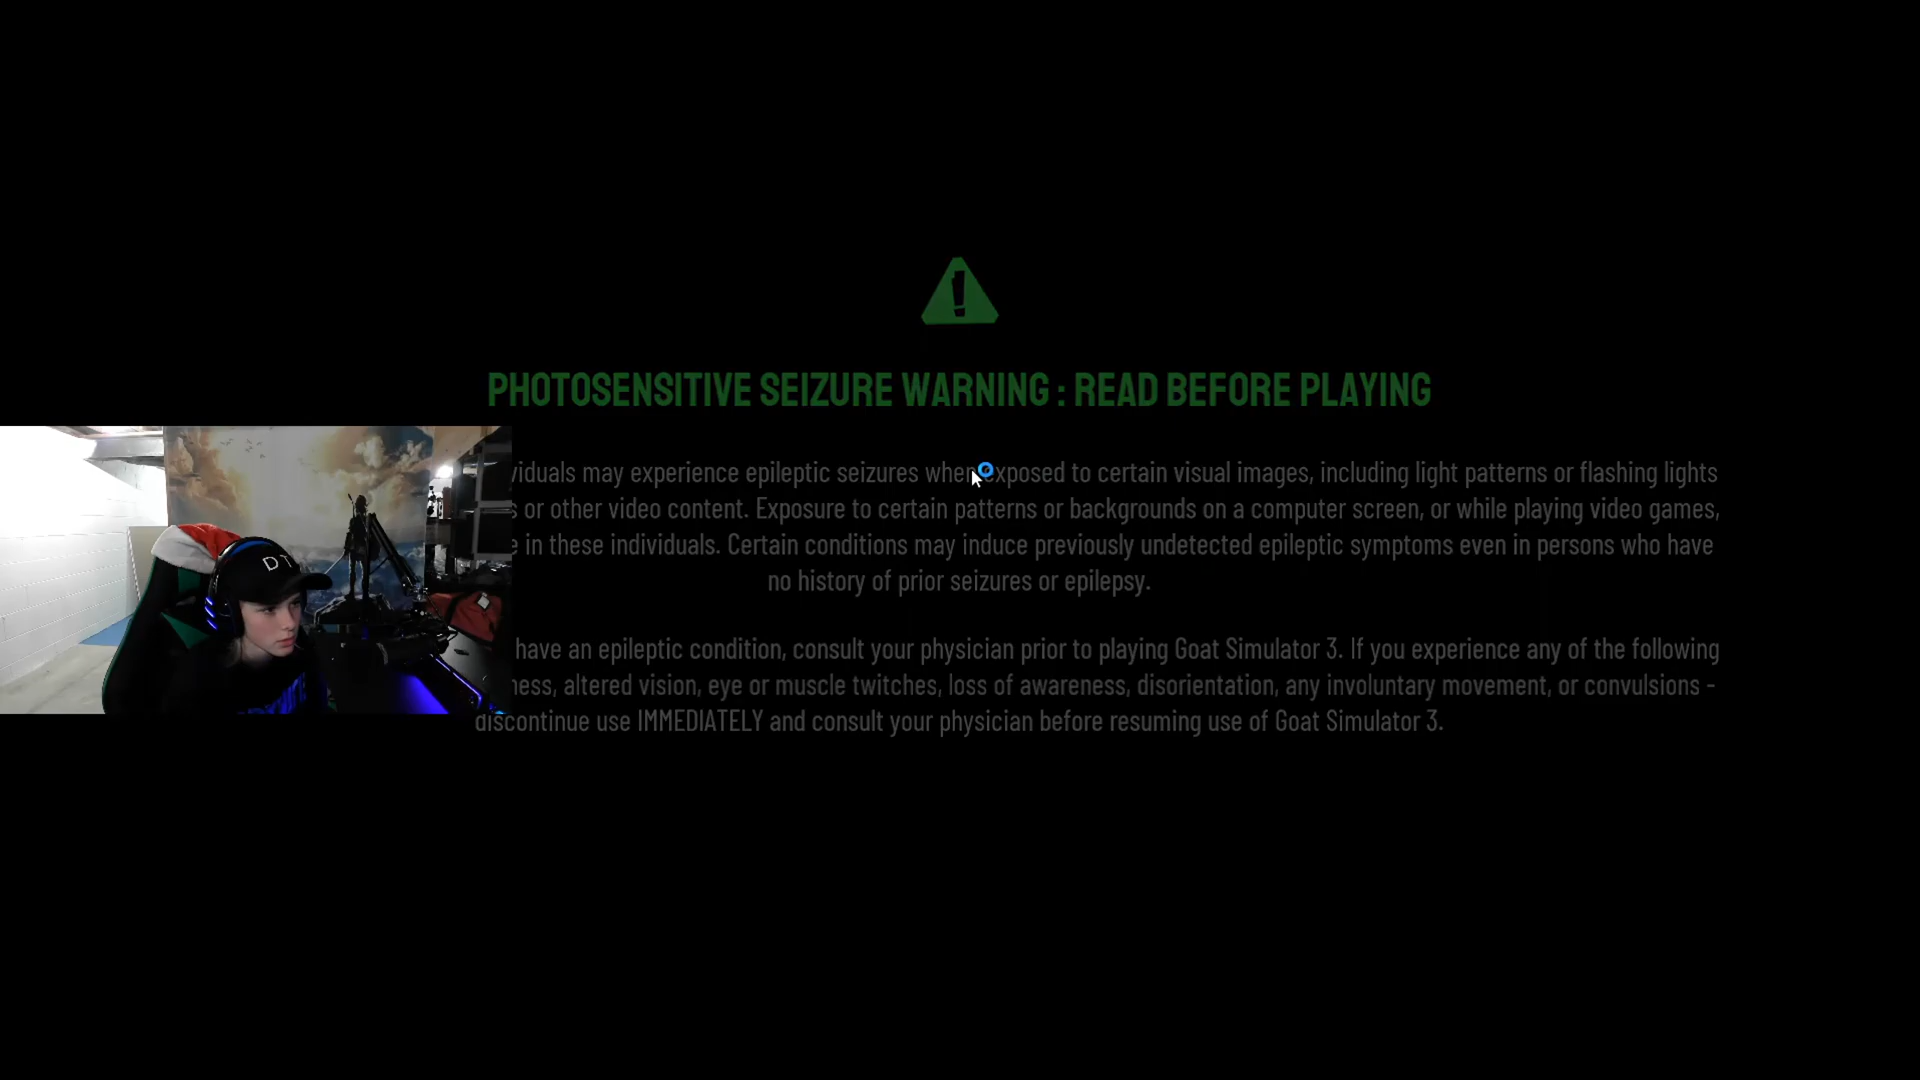 PHOTOSENSITIVE SEIZURE WARNING : READ BEFORE PLAYING
may experience epileptic seizures when exposed to certain visual images, including light patterns or flashing lights
or other video content. Exposure to certain patterns or backgrounds on a computer screen, or while playing video games,
in these individuals. Certain conditions may induce previously undetected epileptic symptoms even in persons who have
no history of prior seizures or epilepsy.
have an epileptic condition, consult your physician prior to playing Goat Simulator 3. If you experience any of the following
altered vision, eye or muscle twitches, loss of awareness, disorientation, any involuntary movement, or convulsions -
discontinue use IMMEDIATELY and consult your physician before resuming use of Goat Simulator 3.
DT